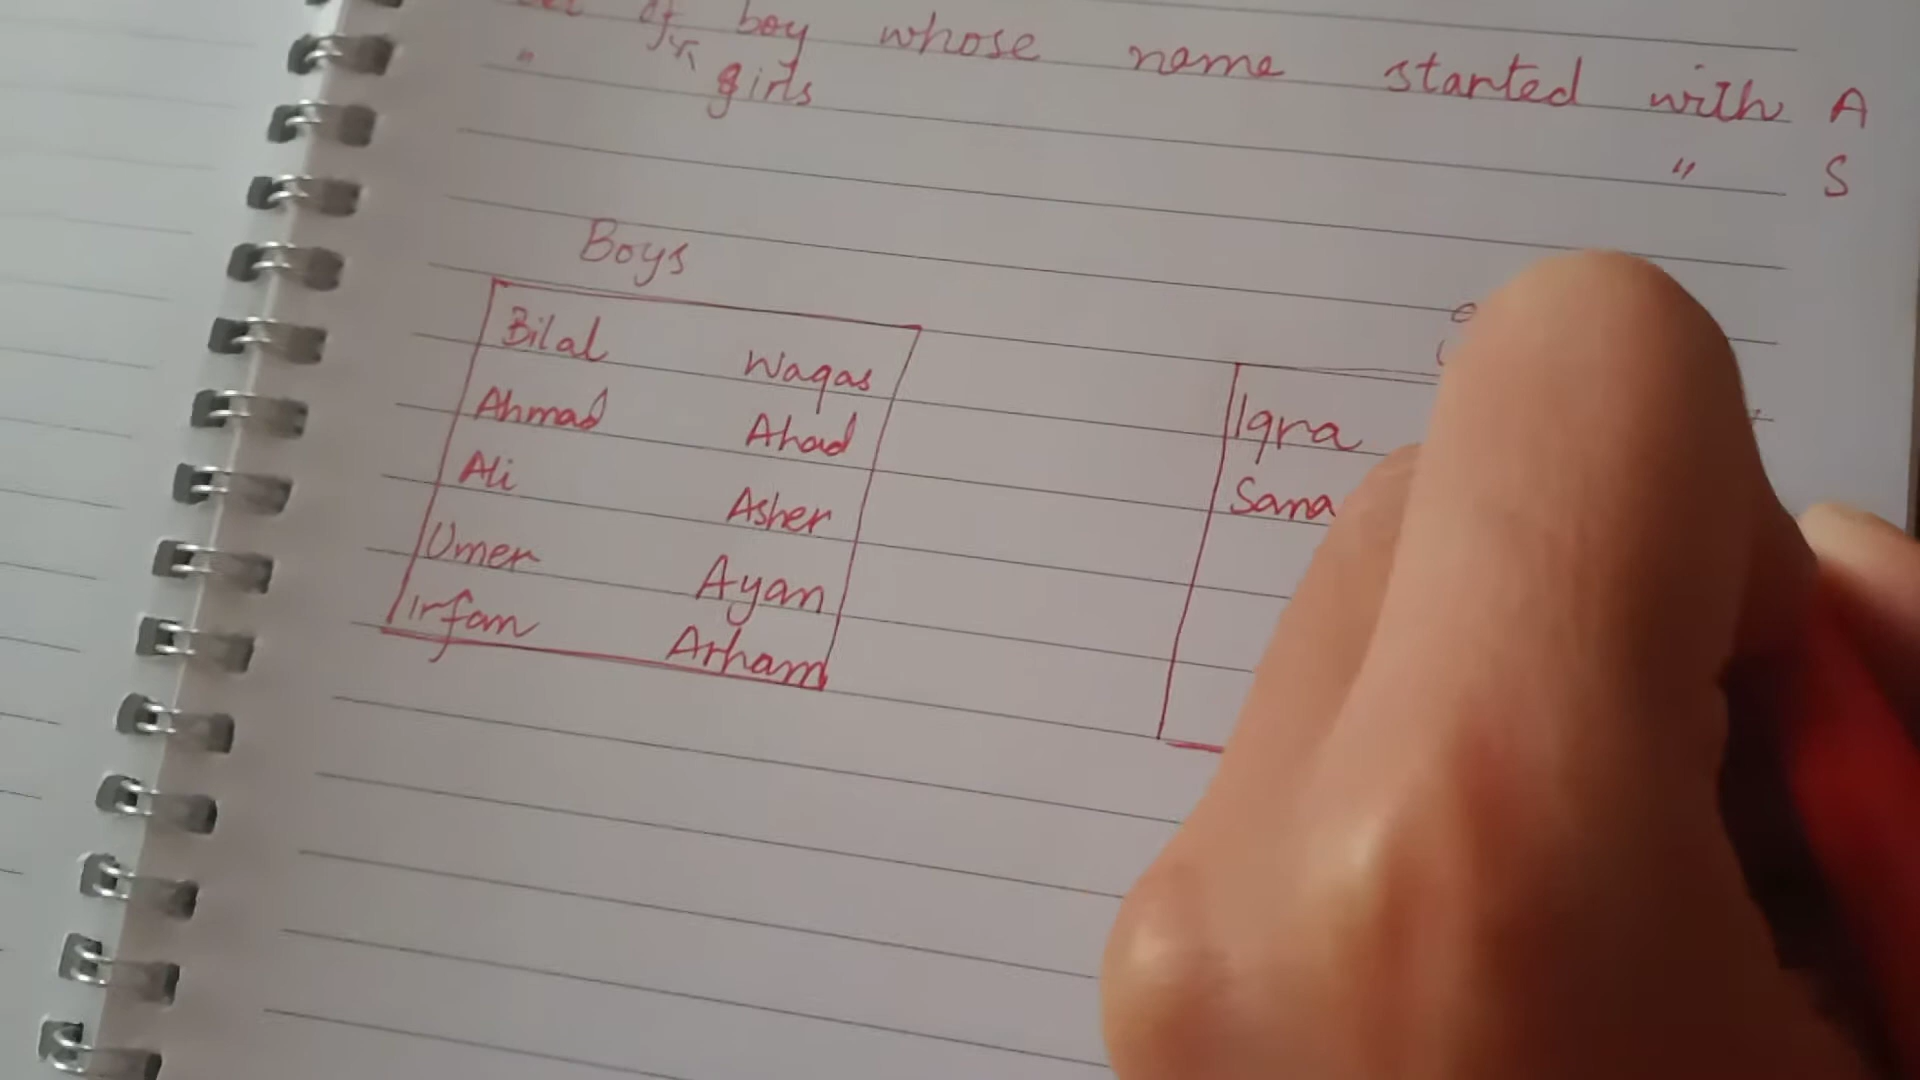 of boy whose name started with A
" girls " S
Boys
Bilal Waqas
Ahmad Ahad
Ali Asher
Umer Ayan
Irfan Arham
Iqra
Sana